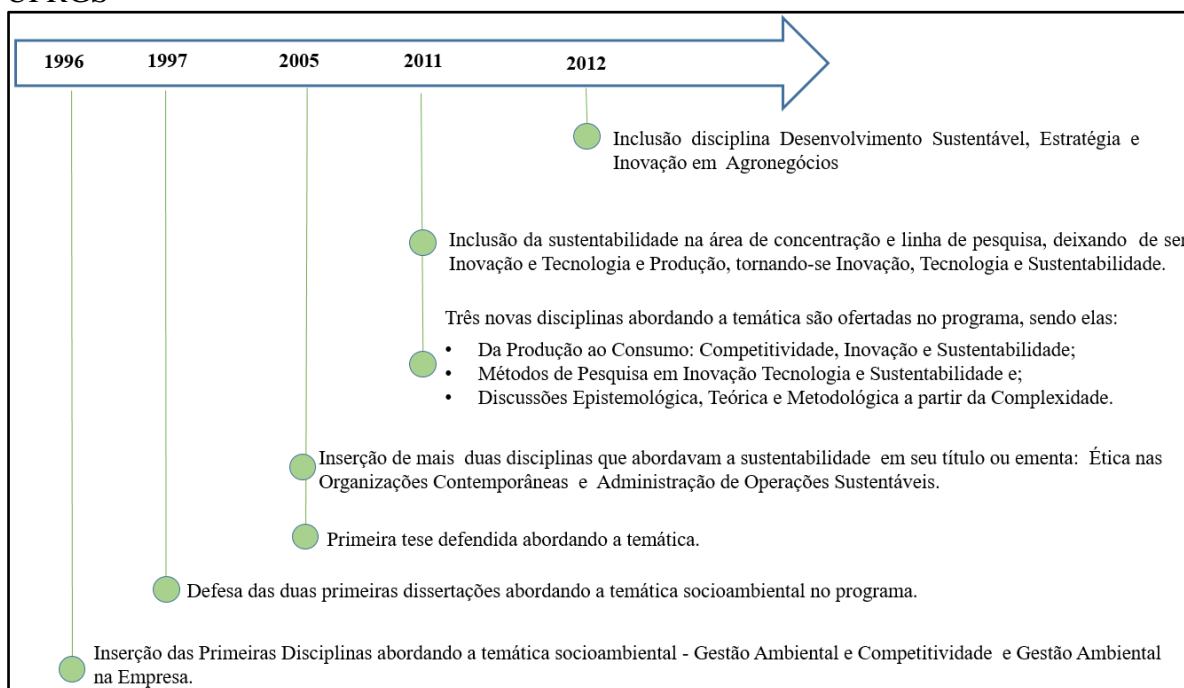 1996 1997 2005 2011 2012
Inclusão disciplina Desenvolvimento Sustentável, Estratégia e
Inovação em Agronegócios
Inclusão da sustentabilidade na área de concentração e linha de pesquisa, deixando de ser
Inovação e Tecnologia e Produção, tornando-se Inovação, Tecnologia e Sustentabilidade.
Três novas disciplinas abordando a temática são ofertadas no programa, sendo elas:
• Da Produção ao Consumo: Competitividade, Inovação e Sustentabilidade;
• Métodos de Pesquisa em Inovação Tecnologia e Sustentabilidade e;
• Discussões Epistemológica, Teórica e Metodológica a partir da Complexidade.
Inserção de mais duas disciplinas que abordavam a sustentabilidade em seu título ou ementa: Ética nas
Organizações Contemporâneas e Administração de Operações Sustentáveis.
Primeira tese defendida abordando a temática.
Defesa das duas primeiras dissertações abordando a temática socioambiental no programa.
Inserção das Primeiras Disciplinas abordando a temática socioambiental - Gestão Ambiental e Competitividade e Gestão Ambiental
na Empresa.